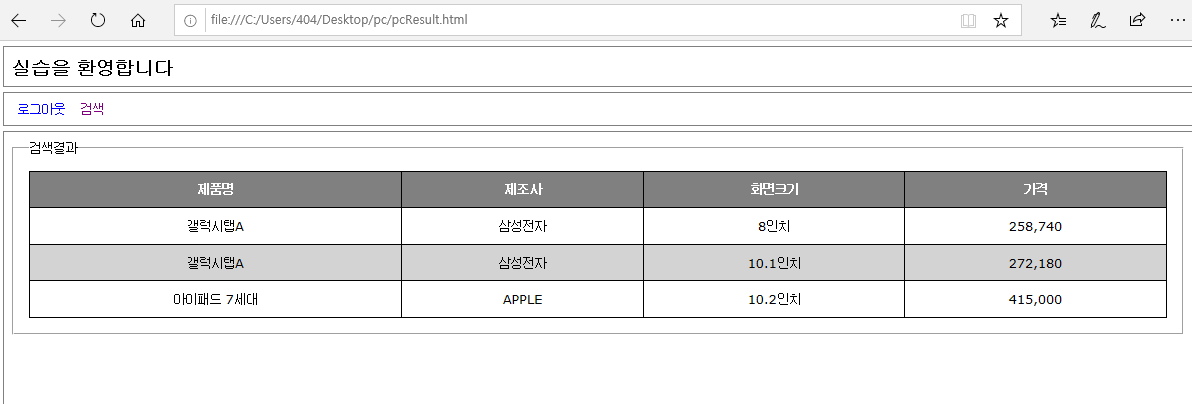 file:///C:/Users/404/Desktop/pc/pcResult.html
실습을 환영합니다
로그아웃 검색
검색결과
제품명 제조사 화면크기 가격
갤럭시탭A 삼성전자 8인치 258,740
갤럭시탭A 삼성전자 10.1인치 272,180
아이패드 7세대 APPLE 10.2인치 415,000